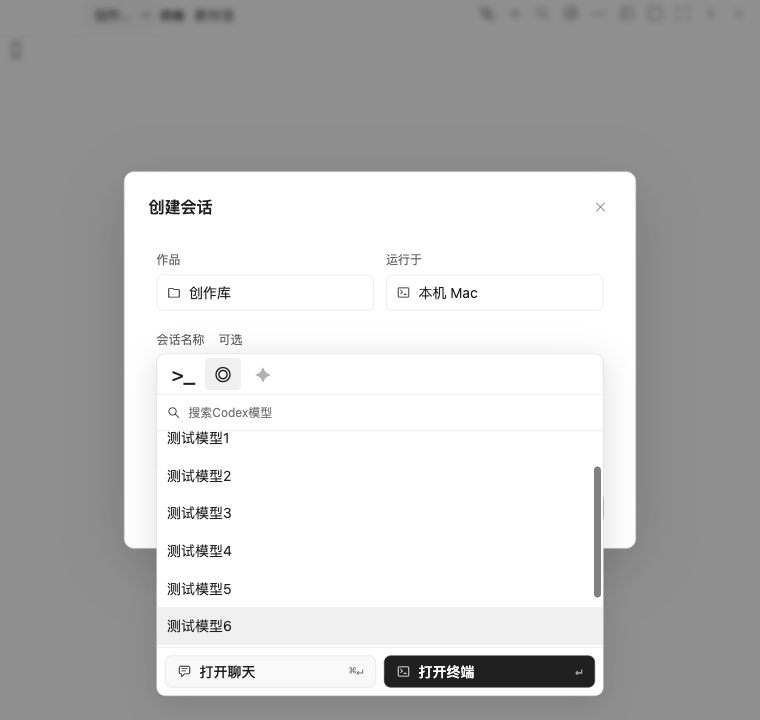 创建会话
作品
运行于
创作库
本机 Mac
会话名称 可选
>_
搜索Codex模型
测试模型1
测试模型2
测试模型3
测试模型4
测试模型5
测试模型6
打开聊天 ⌘↵
打开终端 ↵